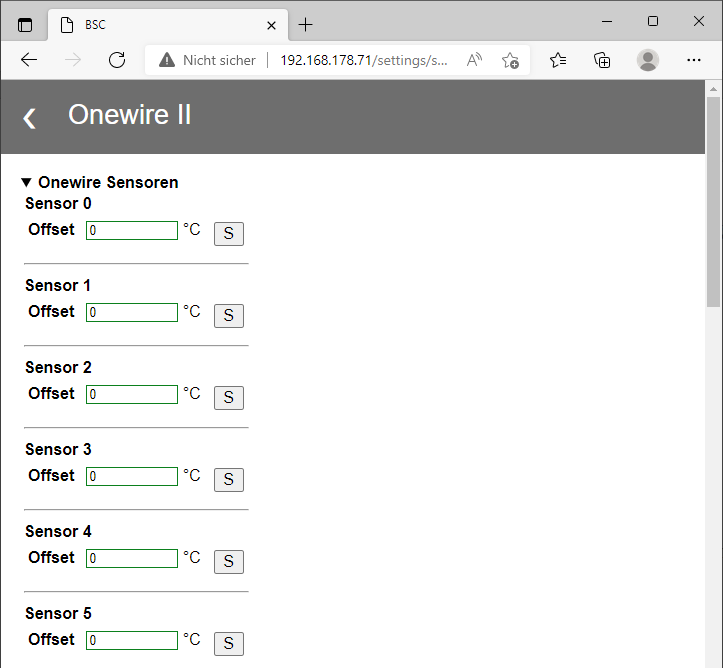 BSC
Nicht sicher 192.168.178.71/settings/s...
Onewire II
Onewire Sensoren
Sensor 0
Offset 0 °C S
Sensor 1
Offset 0 °C S
Sensor 2
Offset 0 °C S
Sensor 3
Offset 0 °C S
Sensor 4
Offset 0 °C S
Sensor 5
Offset 0 °C S